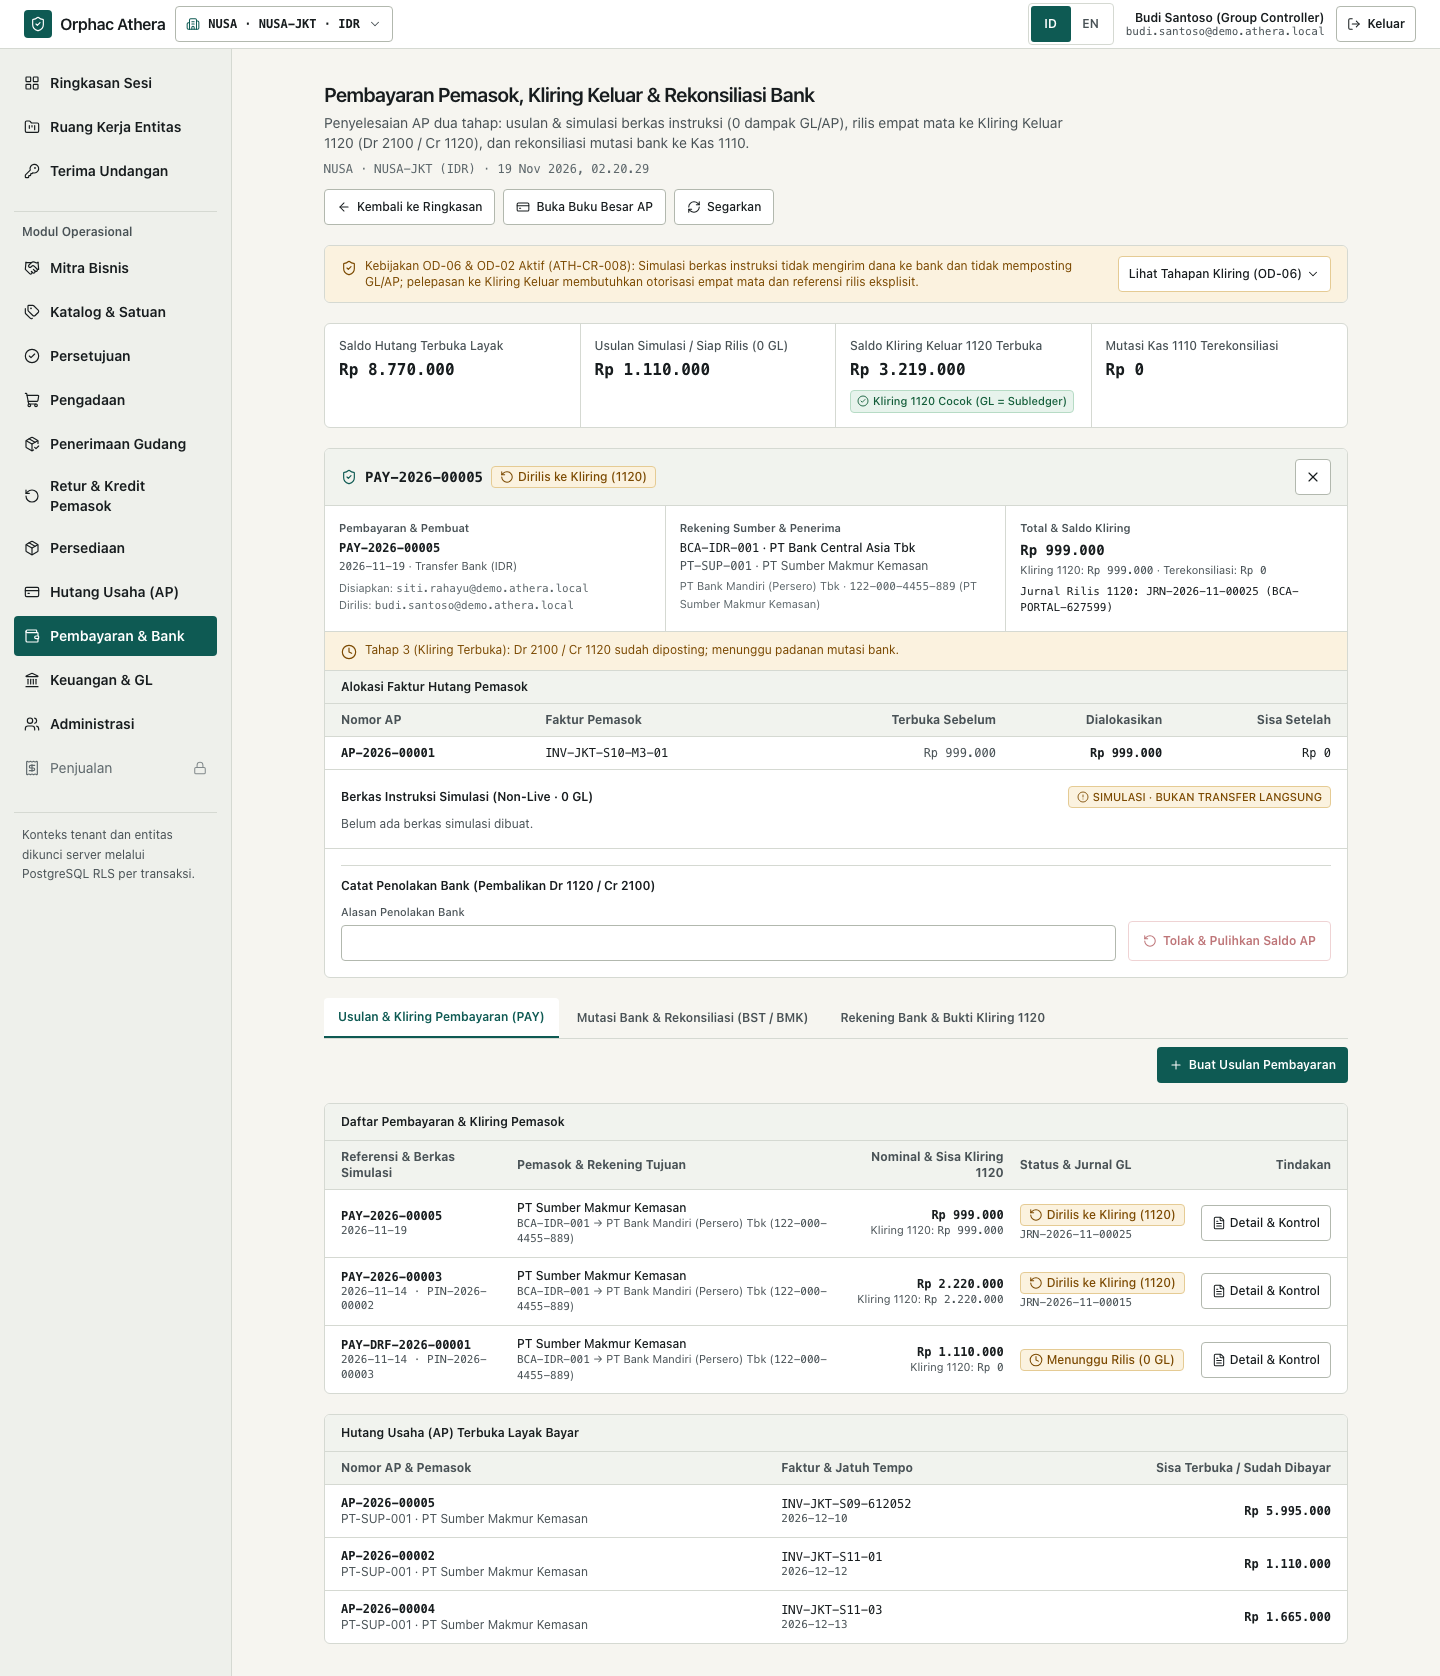 Orphac Athera
NUSA · NUSA-JKT · IDR
ID
EN
Budi Santoso (Group Controller)
budi.santoso@demo.athera.local
Keluar
Ringkasan Sesi
Ruang Kerja Entitas
Terima Undangan
Modul Operasional
Mitra Bisnis
Katalog & Satuan
Persetujuan
Pengadaan
Penerimaan Gudang
Retur & Kredit
Pemasok
Persediaan
Hutang Usaha (AP)
Pembayaran & Bank
Keuangan & GL
Administrasi
Penjualan
Konteks tenant dan entitas
dikunci server melalui
PostgreSQL RLS per transaksi.
Pembayaran Pemasok, Kliring Keluar & Rekonsiliasi Bank
Penyelesaian AP dua tahap: usulan & simulasi berkas instruksi (0 dampak GL/AP), rilis empat mata ke Kliring Keluar
1120 (Dr 2100 / Cr 1120), dan rekonsiliasi mutasi bank ke Kas 1110.
NUSA · NUSA-JKT (IDR) · 19 Nov 2026, 02.20.29
Kembali ke Ringkasan
Buka Buku Besar AP
Segarkan
Kebijakan OD-06 & OD-02 Aktif (ATH-CR-008): Simulasi berkas instruksi tidak mengirim dana ke bank dan tidak memposting
GL/AP; pelepasan ke Kliring Keluar membutuhkan otorisasi empat mata dan referensi rilis eksplisit.
Lihat Tahapan Kliring (OD-06)
Saldo Hutang Terbuka Layak
Rp 8.770.000
Usulan Simulasi / Siap Rilis (0 GL)
Rp 1.110.000
Saldo Kliring Keluar 1120 Terbuka
Rp 3.219.000
Kliring 1120 Cocok (GL = Subledger)
Mutasi Kas 1110 Terekonsiliasi
Rp 0
PAY-2026-00005
Dirilis ke Kliring (1120)
Pembayaran & Pembuat
PAY-2026-00005
2026-11-19 · Transfer Bank (IDR)
Disiapkan: siti.rahayu@demo.athera.local
Dirilis: budi.santoso@demo.athera.local
Rekening Sumber & Penerima
BCA-IDR-001 · PT Bank Central Asia Tbk
PT-SUP-001 · PT Sumber Makmur Kemasan
PT Bank Mandiri (Persero) Tbk · 122-000-4455-889 (PT
Sumber Makmur Kemasan)
Total & Saldo Kliring
Rp 999.000
Kliring 1120: Rp 999.000 · Terekonsiliasi: Rp 0
Jurnal Rilis 1120: JRN-2026-11-00025 (BCA-
PORTAL-627599)
Tahap 3 (Kliring Terbuka): Dr 2100 / Cr 1120 sudah diposting; menunggu padanan mutasi bank.
Alokasi Faktur Hutang Pemasok
Nomor AP
Faktur Pemasok
Terbuka Sebelum
Dialokasikan
Sisa Setelah
AP-2026-00001
INV-JKT-S10-M3-01
Rp 999.000
Rp 999.000
Rp 0
Berkas Instruksi Simulasi (Non-Live · 0 GL)
SIMULASI · BUKAN TRANSFER LANGSUNG
Belum ada berkas simulasi dibuat.
Catat Penolakan Bank (Pembalikan Dr 1120 / Cr 2100)
Alasan Penolakan Bank
Tolak & Pulihkan Saldo AP
Usulan & Kliring Pembayaran (PAY)
Mutasi Bank & Rekonsiliasi (BST / BMK)
Rekening Bank & Bukti Kliring 1120
Buat Usulan Pembayaran
Daftar Pembayaran & Kliring Pemasok
Referensi & Berkas
Simulasi
Pemasok & Rekening Tujuan
Nominal & Sisa Kliring
1120
Status & Jurnal GL
Tindakan
PAY-2026-00005
2026-11-19
PT Sumber Makmur Kemasan
BCA-IDR-001 → PT Bank Mandiri (Persero) Tbk (122-000-
4455-889)
Rp 999.000
Kliring 1120: Rp 999.000
Dirilis ke Kliring (1120)
JRN-2026-11-00025
Detail & Kontrol
PAY-2026-00003
2026-11-14 · PIN-2026-
00002
PT Sumber Makmur Kemasan
BCA-IDR-001 → PT Bank Mandiri (Persero) Tbk (122-000-
4455-889)
Rp 2.220.000
Kliring 1120: Rp 2.220.000
Dirilis ke Kliring (1120)
JRN-2026-11-00015
Detail & Kontrol
PAY-DRF-2026-00001
2026-11-14 · PIN-2026-
00003
PT Sumber Makmur Kemasan
BCA-IDR-001 → PT Bank Mandiri (Persero) Tbk (122-000-
4455-889)
Rp 1.110.000
Kliring 1120: Rp 0
Menunggu Rilis (0 GL)
Detail & Kontrol
Hutang Usaha (AP) Terbuka Layak Bayar
Nomor AP & Pemasok
Faktur & Jatuh Tempo
Sisa Terbuka / Sudah Dibayar
AP-2026-00005
PT-SUP-001 · PT Sumber Makmur Kemasan
INV-JKT-S09-612052
2026-12-10
Rp 5.995.000
AP-2026-00002
PT-SUP-001 · PT Sumber Makmur Kemasan
INV-JKT-S11-01
2026-12-12
Rp 1.110.000
AP-2026-00004
PT-SUP-001 · PT Sumber Makmur Kemasan
INV-JKT-S11-03
2026-12-13
Rp 1.665.000